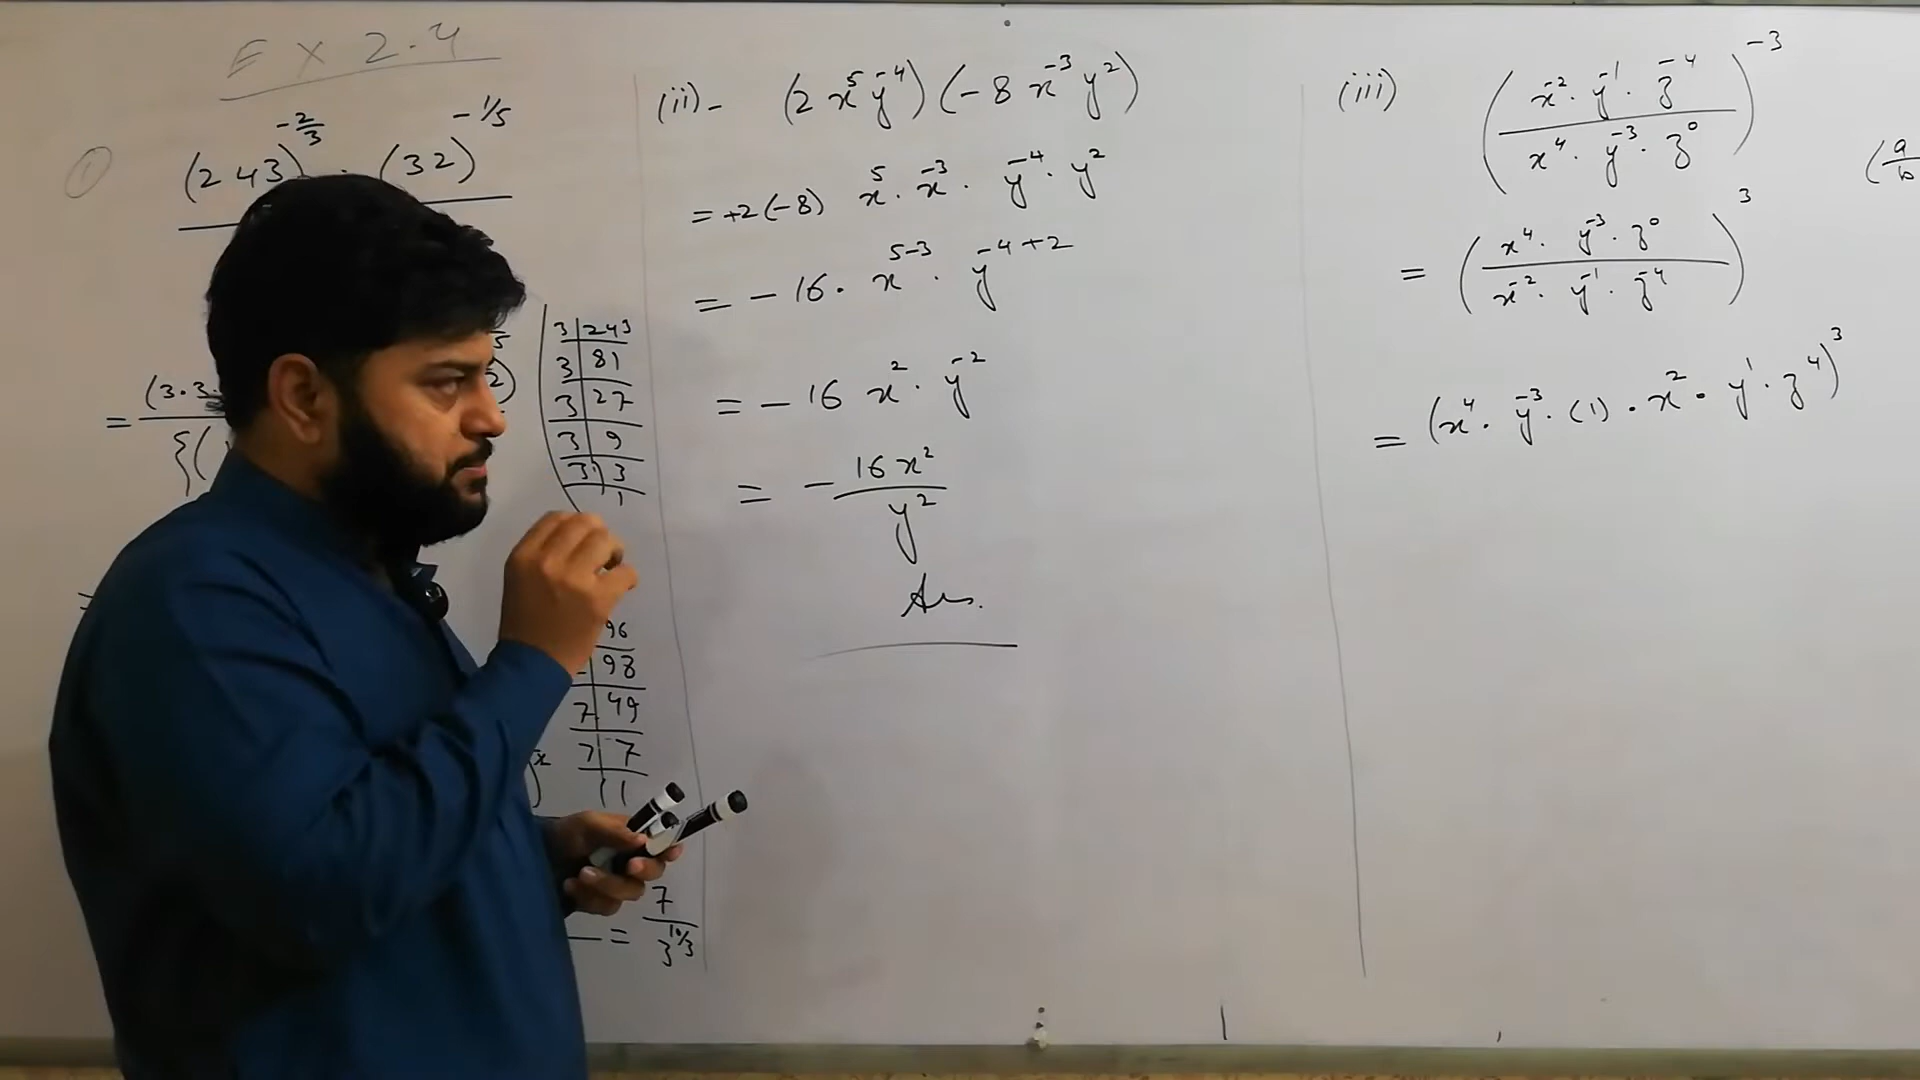 Ex 2.4
(1) (243)^{-2/3} · (32)^{-1/5}
= (3·3·
{(
3 | 243
3 | 81
3 | 27
3 | 9
3 | 3
1
96
98
7 | 49
7 | 7
1
= 7/3^{10/3}
(ii)- (2x^5 y^{-4})(-8x^{-3} y^2)
= +2(-8) x^5 · x^{-3} · y^{-4} · y^2
= -16 · x^{5-3} · y^{-4+2}
= -16 x^2 · y^{-2}
= - 16x^2/y^2
Ans.
(iii) (x^{-2} · y^{-1} · z^{-4} / x^4 · y^{-3} · z^0)^{-3}
= (x^4 · y^{-3} · z^0 / x^{-2} · y^{-1} · z^{-4})^3
= (x^4 · y^{-3} · (1) · x^2 · y^1 · z^4)^3
(a/b